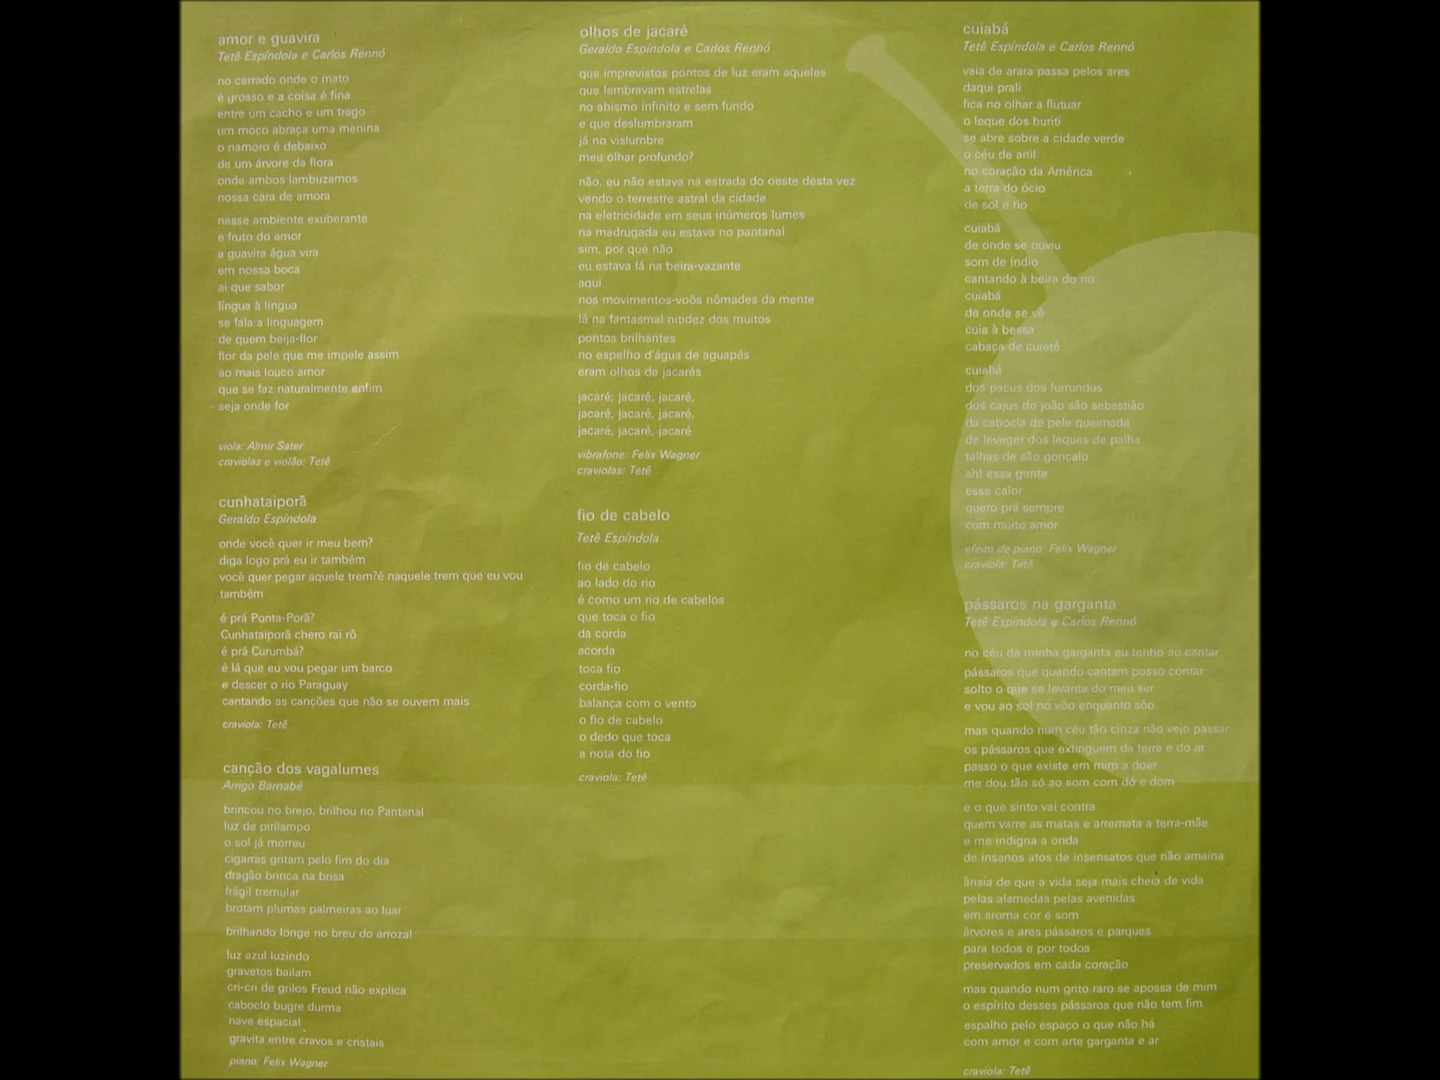 amor e guavira
Tetê Espíndola e Carlos Rennó
no cerrado onde o mato
é grosso e a coisa é fina
entre um cacho e um trago
um moço abraça uma menina
o namoro é debaixo
de um árvore da flora
onde ambos lambuzamos
nossa cara de amora
nesse ambiente exuberante
e fruto do amor
a guavira água vira
em nossa boca
ai que sabor
língua à língua
se fala a linguagem
de quem beija-flor
flor da pele que me impele assim
ao mais louco amor
que se faz naturalmente enfim
seja onde for
viola: Almir Sater
craviolas e violão: Tetê
cunhataiporã
Geraldo Espíndola
onde você quer ir meu bem?
diga logo prá eu ir também
você quer pegar aquele trem?é naquele trem que eu vou
também
é prá Ponta-Porã?
Cunhataiporã chero rai rô
é prá Curumbá?
é lá que eu vou pegar um barco
e descer o rio Paraguay
cantando as canções que não se ouvem mais
craviola: Tetê
canção dos vagalumes
Arrigo Barnabé
brincou no brejo, brilhou no Pantanal
luz de pirilampo
o sol já morreu
cigarras gritam pelo fim do dia
dragão brinca na brisa
frágil tremular
brotam plumas palmeiras ao luar
brilhando longe no breu do arrozal
luz azul luzindo
gravetos bailam
cri-cri de grilos Freud não explica
caboclo bugre durma
nave espacial
gravita entre cravos e cristais
piano: Felix Wagner
olhos de jacaré
Geraldo Espíndola e Carlos Rennó
que imprevistos pontos de luz eram aqueles
que lembravam estrelas
no abismo infinito e sem fundo
e que deslumbraram
já no vislumbre
meu olhar profundo?
não, eu não estava na estrada do oeste desta vez
vendo o terrestre astral da cidade
na eletricidade em seus inúmeros lumes
na madrugada eu estava no pantanal
sim, por que não
eu estava lá na beira-vazante
aqui
nos movimentos-voôs nômades da mente
lá na fantasmal nitidez dos muitos
pontos brilhantes
no espelho d'água de aguapés
eram olhos de jacarés
jacaré; jacaré, jacaré,
jacaré, jacaré, jacaré,
jacaré, jacaré, jacaré
vibrafone: Felix Wagner
craviolas: Tetê
fio de cabelo
Tetê Espíndola
fio de cabelo
ao lado do rio
é como um rio de cabelos
que toca o fio
da corda
acorda
toca fio
corda-fio
balança com o vento
o fio de cabelo
o dedo que toca
a nota do fio
craviola: Tetê
cuiabá
Tetê Espíndola e Carlos Rennó
vaia de arara passa pelos ares
daqui prali
fica no olhar a flutuar
o leque dos buriti
se abre sobre a cidade verde
o céu de anil
no coração da América
a terra do ócio
de sol e rio
cuiabá
de onde se ouviu
som de índio
cantando à beira do rio
cuiabá
de onde se vê
cuia à bessa
cabaça de cuietê
cuiabá
dos pacus dos furrundus
dos cajus do joão são sebastião
da cabocla de pele queimada
de leveger dos leques de palha
talhas de são gonçalo
ah! essa gente
esse calor
quero prá sempre
com muito amor
efeito de piano: Felix Wagner
craviola: Tetê
pássaros na garganta
Tetê Espíndola e Carlos Rennó
no céu da minha garganta eu tenho ao cantar
pássaros que quando cantam posso contar
solto o que se levanta do meu ser
e vou ao sol no vôo enquanto sôo
mas quando num céu tão cinza não vejo passar
os pássaros que extinguem da terra e do ar
passo o que existe em mim a doer
me dou tão só ao som com dó e dom
e o que sinto vai contra
quem varre as matas e arremata a terra-mãe
e me indigna a onda
de insanos atos de insensatos que não amaina
ânsia de que a vida seja mais cheia de vida
pelas alamedas pelas avenidas
em aroma cor e som
árvores e ares pássaros e parques
para todos e por todos
preservados em cada coração
mas quando num grito raro se apossa de mim
o espírito desses pássaros que não tem fim
espalho pelo espaço o que não há
com amor e com arte garganta e ar
craviola: Tetê